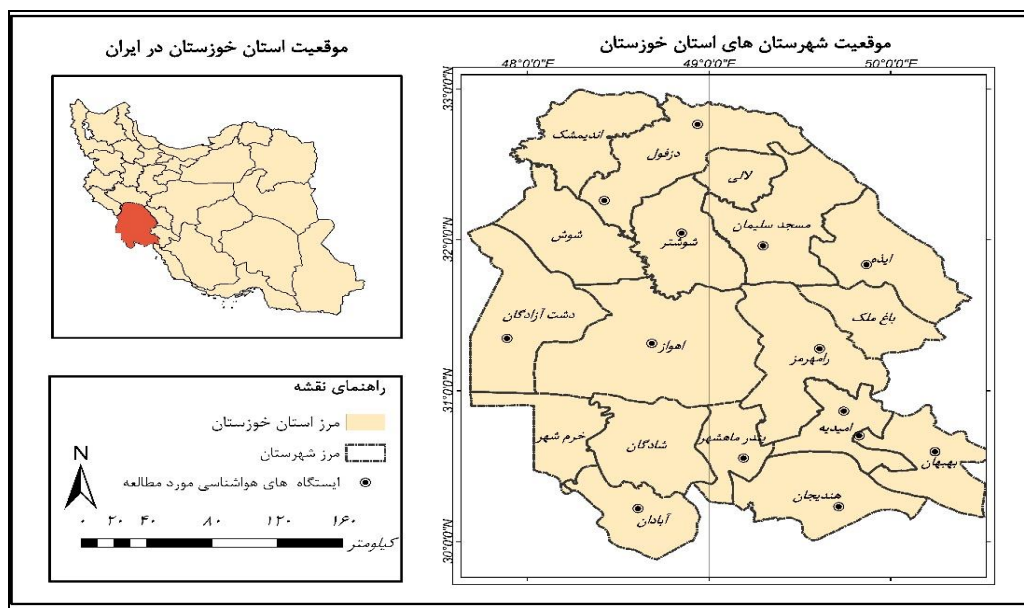 موقعیت استان خوزستان در ایران
موقعیت شهرستان های استان خوزستان
48°0'0"E
49°0'0"E
50°0'0"E
33°0'0"N
32°0'0"N
31°0'0"N
30°0'0"N
اندیمشک
دزفول
لالی
شوش
شوشتر
مسجد سلیمان
ایذه
دشت آزادگان
اهواز
باغ ملک
رامهرمز
خرم شهر
شادگان
بندر ماهشهر
امیدیه
بهبهان
آبادان
هندیجان
راهنمای نقشه
مرز استان خوزستان
مرز شهرستان
ایستگاه های هواشناسی مورد مطالعه
N
۰ ۲۰ ۴۰ ۸۰ ۱۲۰ ۱۶۰
کیلومتر